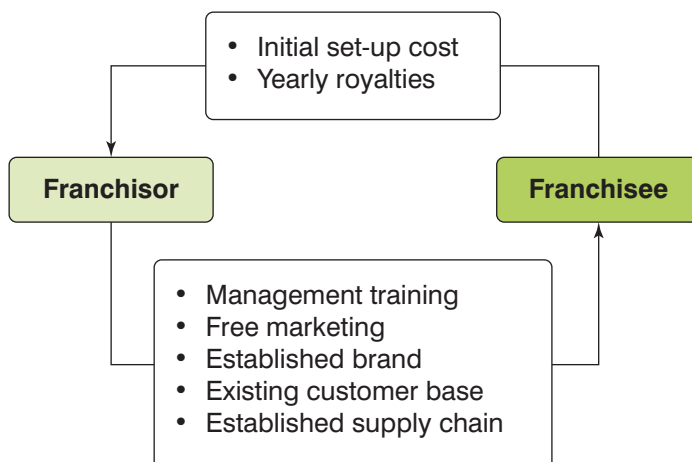 • Initial set-up cost
• Yearly royalties
Franchisor
Franchisee
• Management training
• Free marketing
• Established brand
• Existing customer base
• Established supply chain